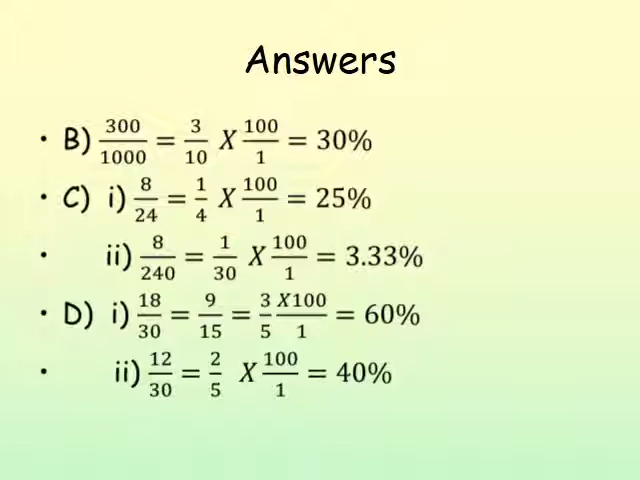 Answers
• B) 300/1000 = 3/10 X 100/1 = 30%
• C) i) 8/24 = 1/4 X 100/1 = 25%
• ii) 8/240 = 1/30 X 100/1 = 3.33%
• D) i) 18/30 = 9/15 = 3/5 X100/1 = 60%
• ii) 12/30 = 2/5 X 100/1 = 40%